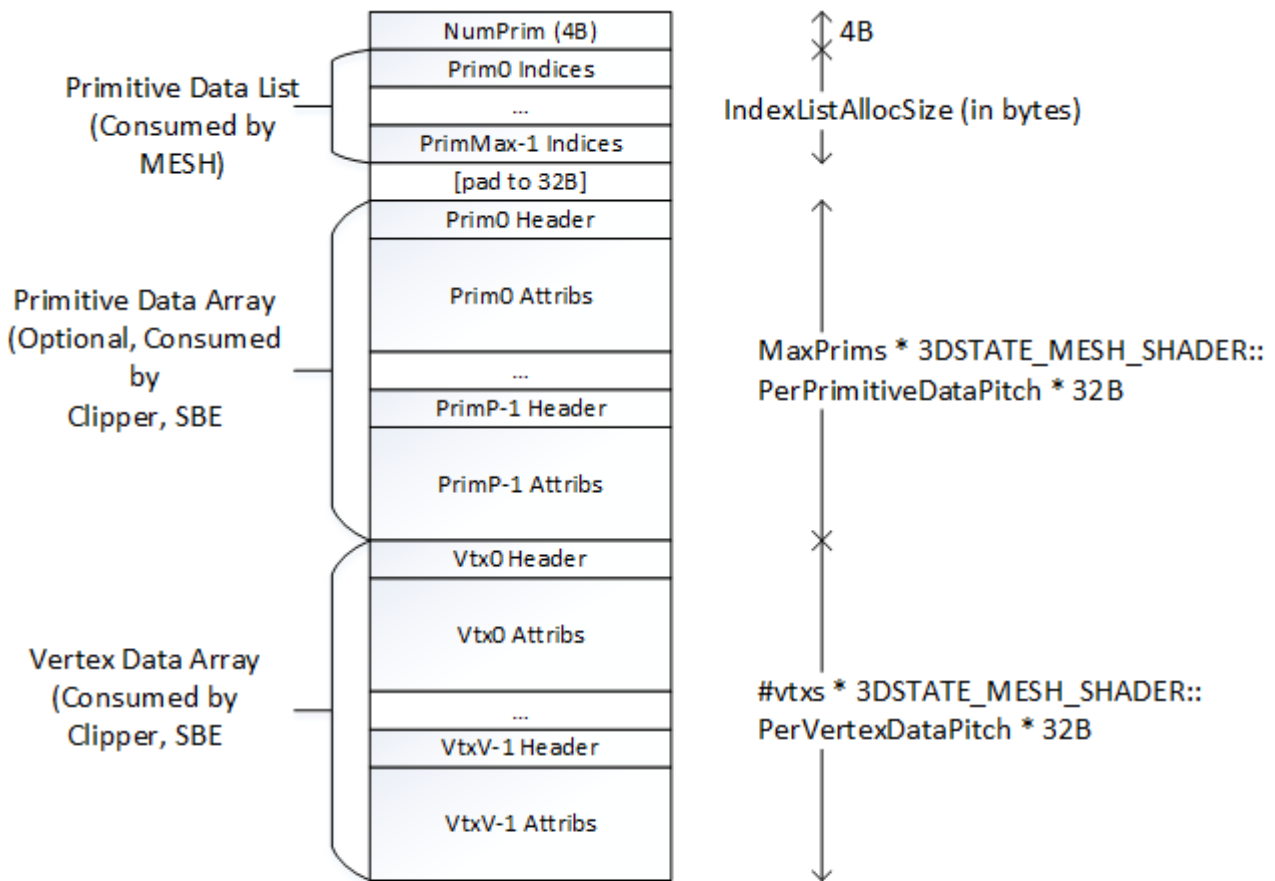 NumPrim (4B)
4B
Prim0 Indices
Primitive Data List
(Consumed by
MESH)
...
IndexListAllocSize (in bytes)
PrimMax-1 Indices
[pad to 32B]
Prim0 Header
Prim0 Attribs
Primitive Data Array
(Optional, Consumed
by
Clipper, SBE
...
MaxPrims * 3DSTATE_MESH_SHADER::
PerPrimitiveDataPitch * 32B
PrimP-1 Header
PrimP-1 Attribs
Vtx0 Header
Vtx0 Attribs
Vertex Data Array
(Consumed by
Clipper, SBE
...
#vtxs * 3DSTATE_MESH_SHADER::
PerVertexDataPitch * 32B
VtxV-1 Header
VtxV-1 Attribs